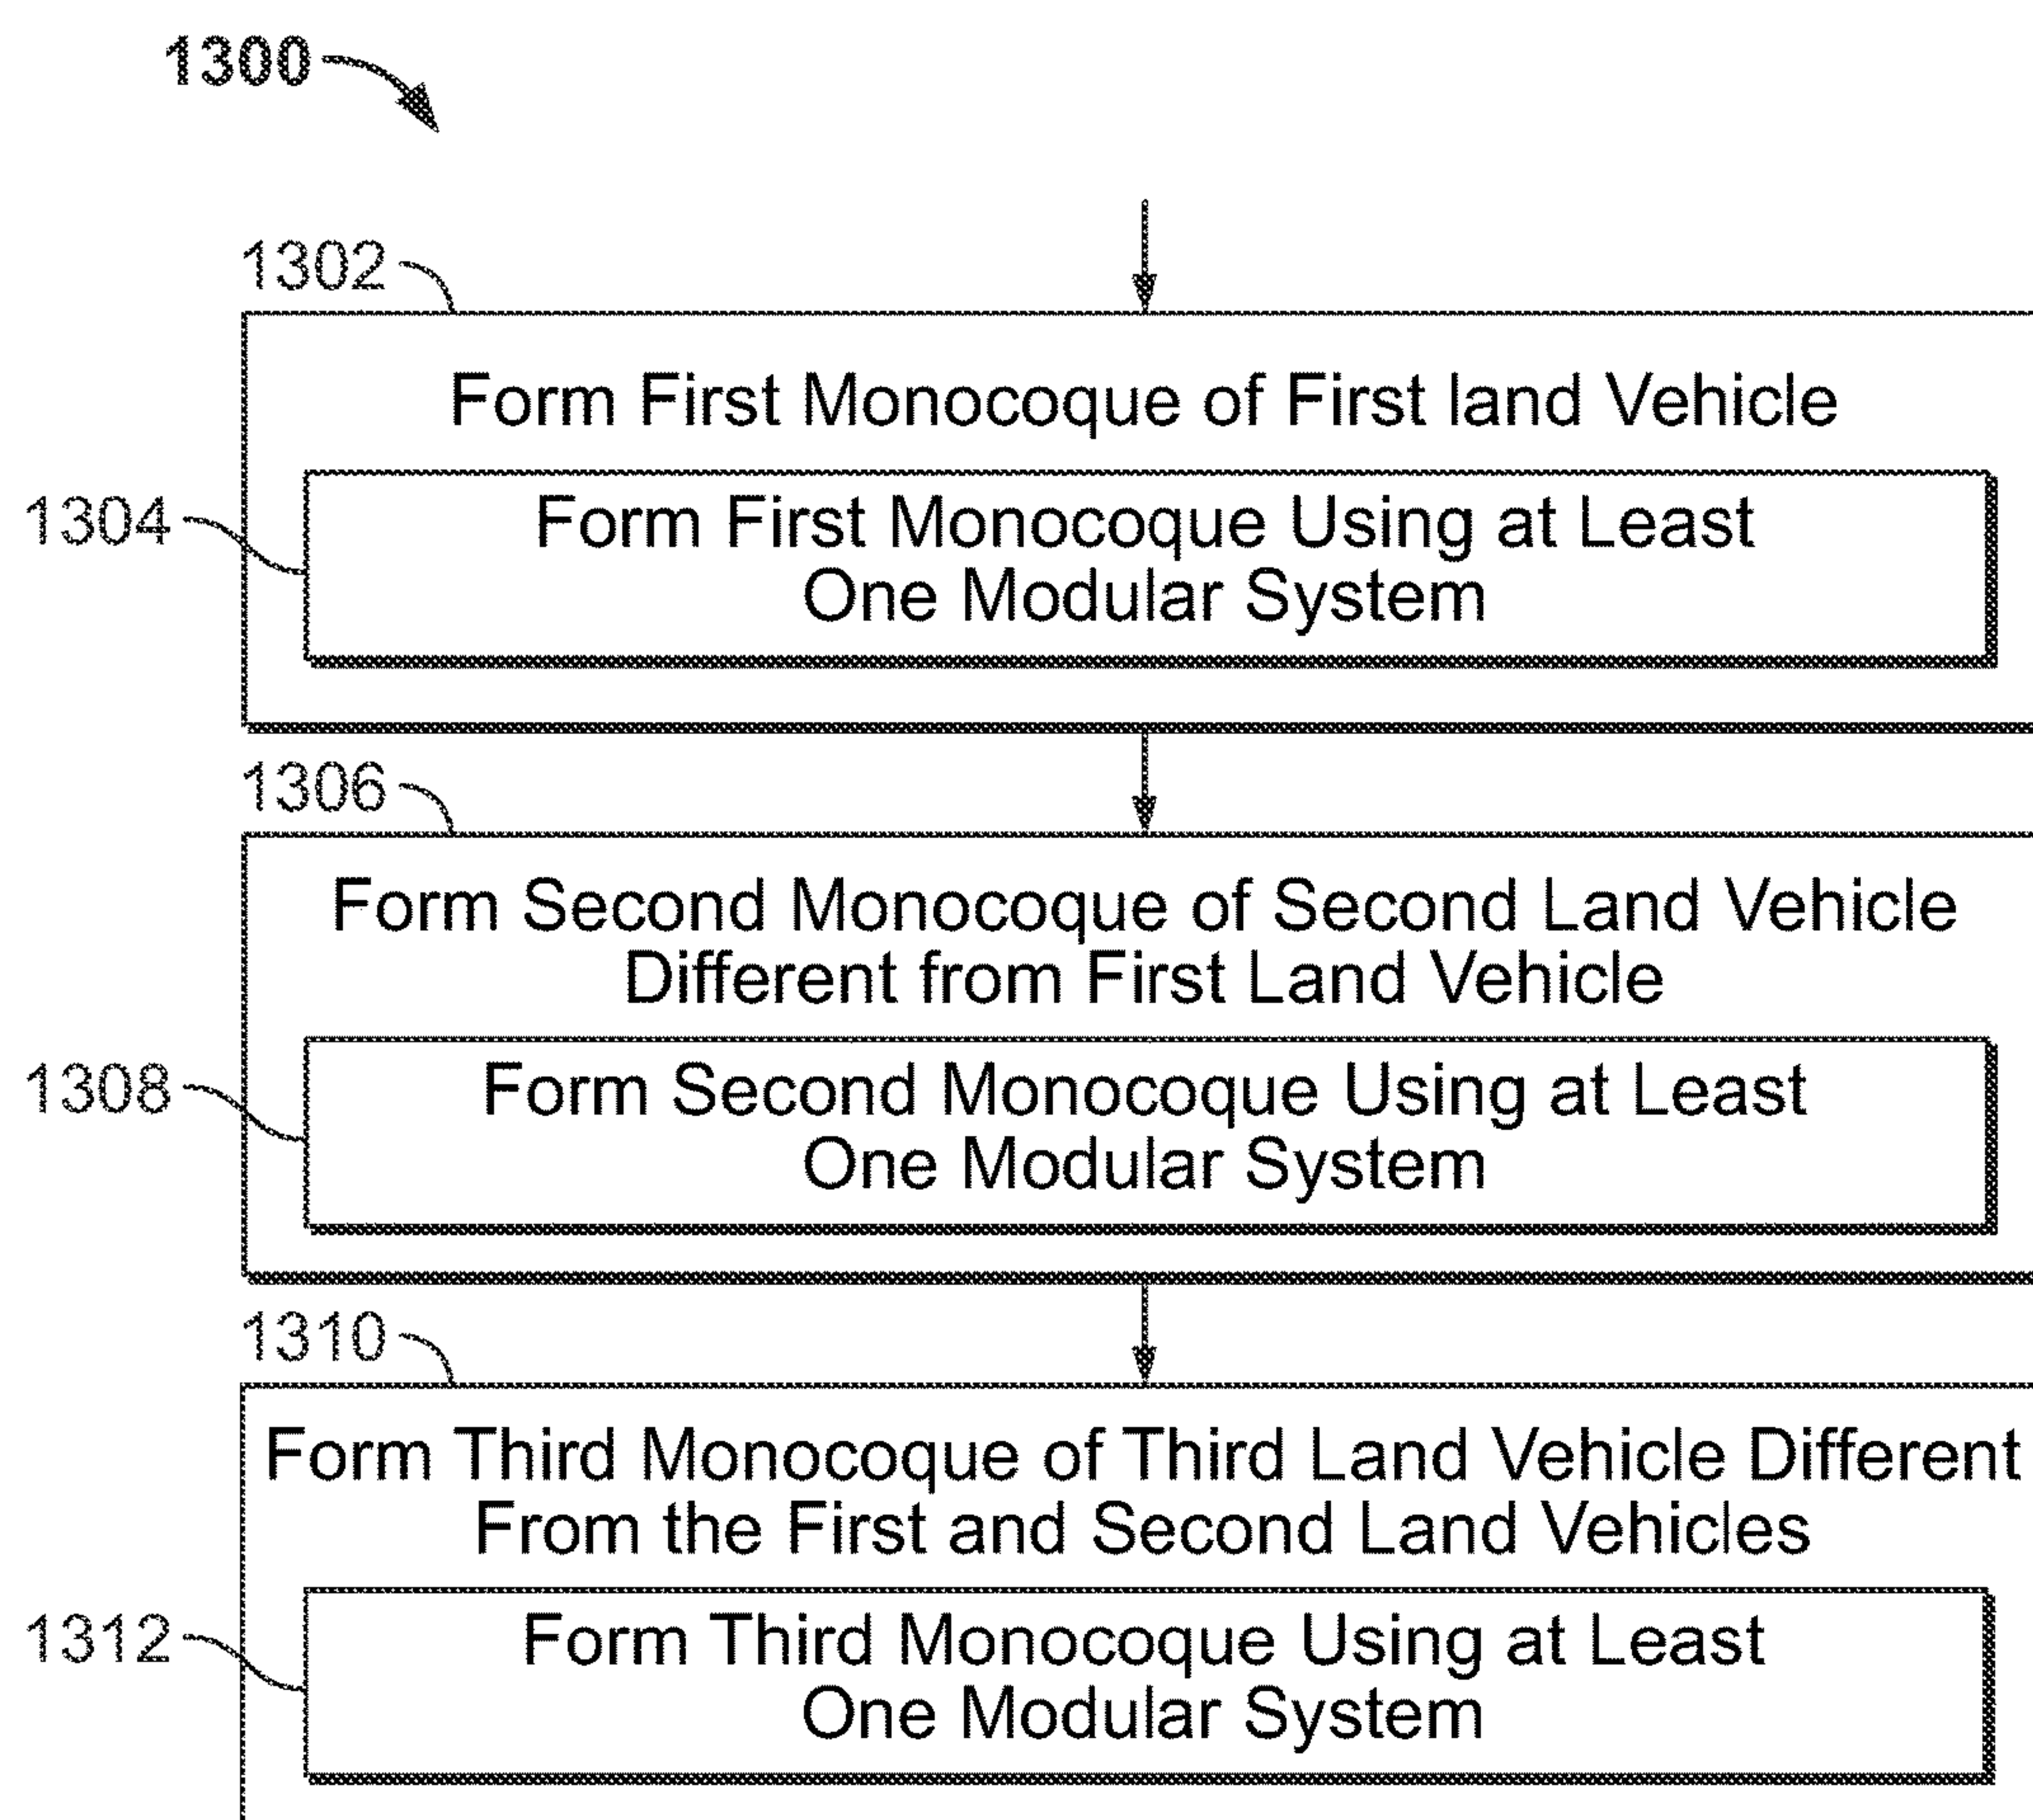 1300
1302
Form First Monocoque of First land Vehicle
1304
Form First Monocoque Using at Least
One Modular System
1306
Form Second Monocoque of Second Land Vehicle
Different from First Land Vehicle
1308
Form Second Monocoque Using at Least
One Modular System
1310
Form Third Monocoque of Third Land Vehicle Different
From the First and Second Land Vehicles
1312
Form Third Monocoque Using at Least
One Modular System